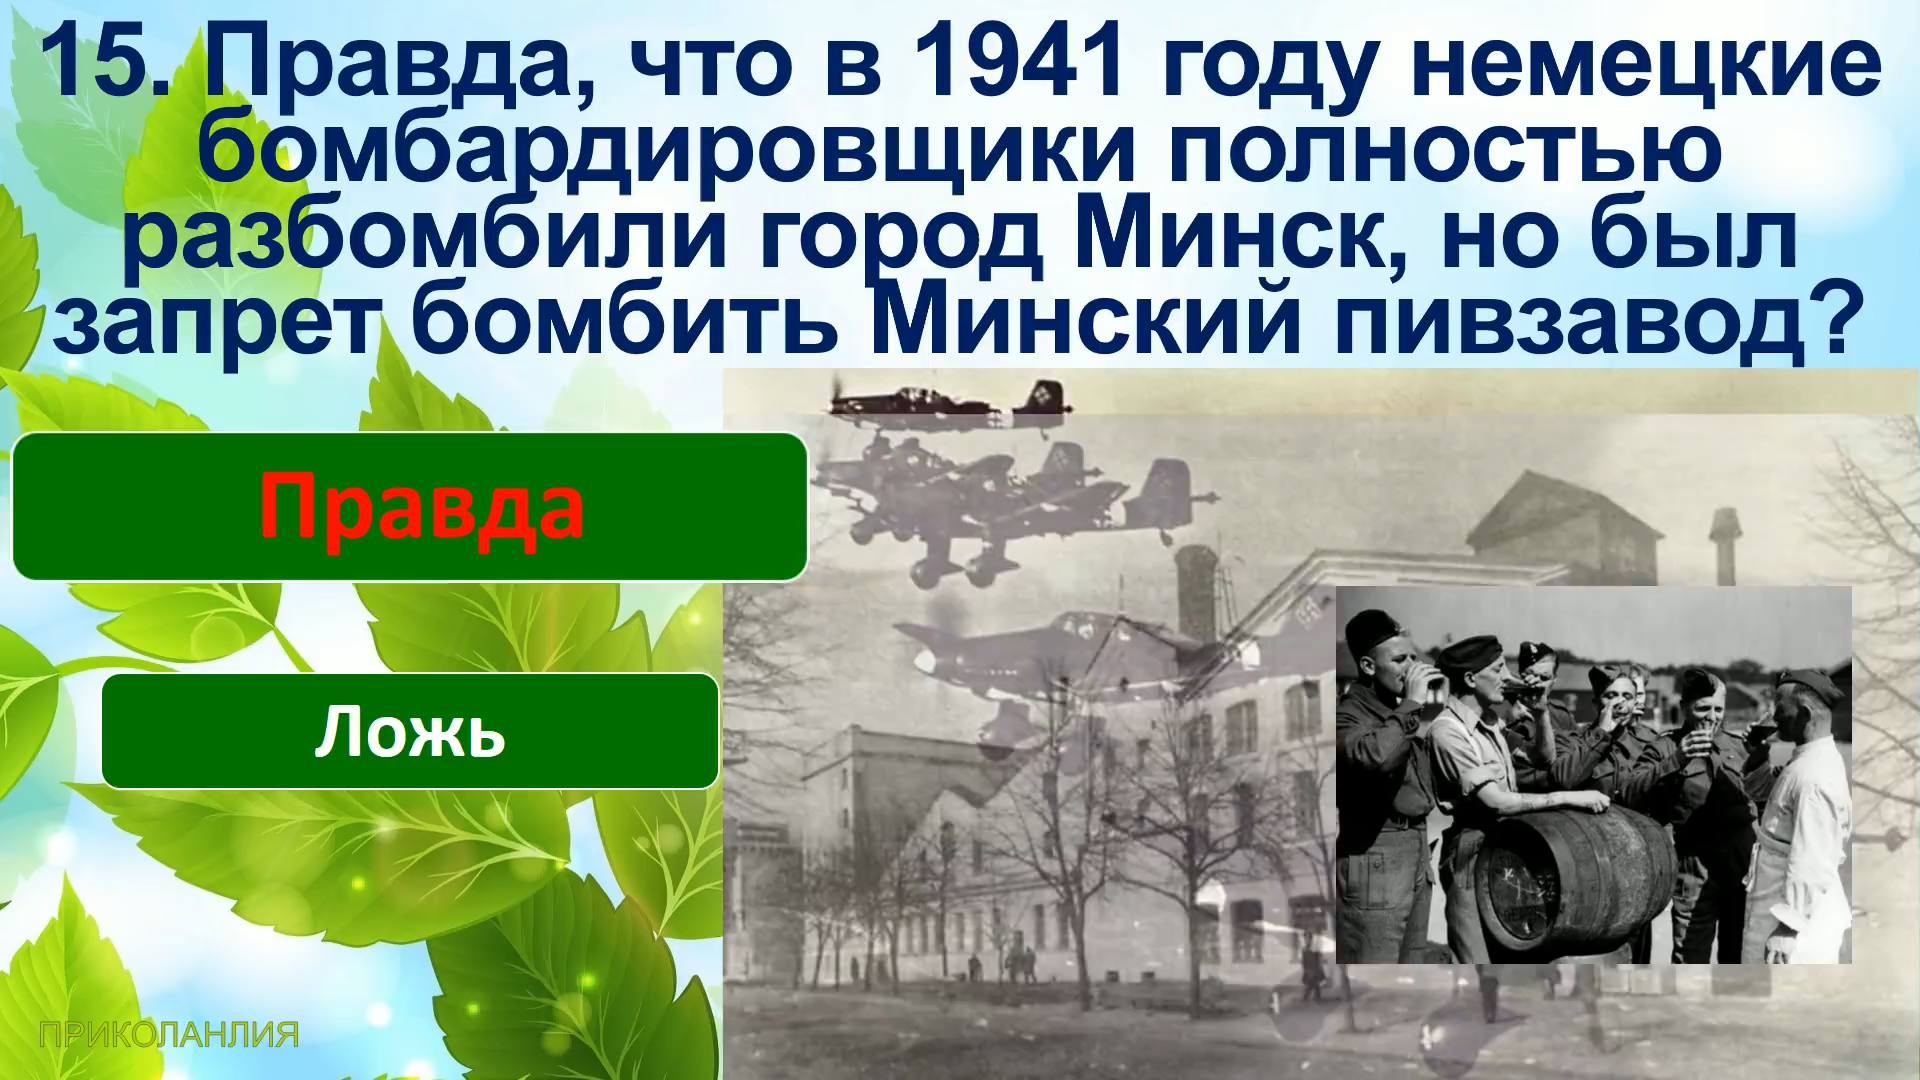 15. Правда, что в 1941 году немецкие
бомбардировщики полностью
разбомбили город Минск, но был
запрет бомбить Минский пивзавод?
Правда
Ложь
ПРИКОЛАНЛИЯ